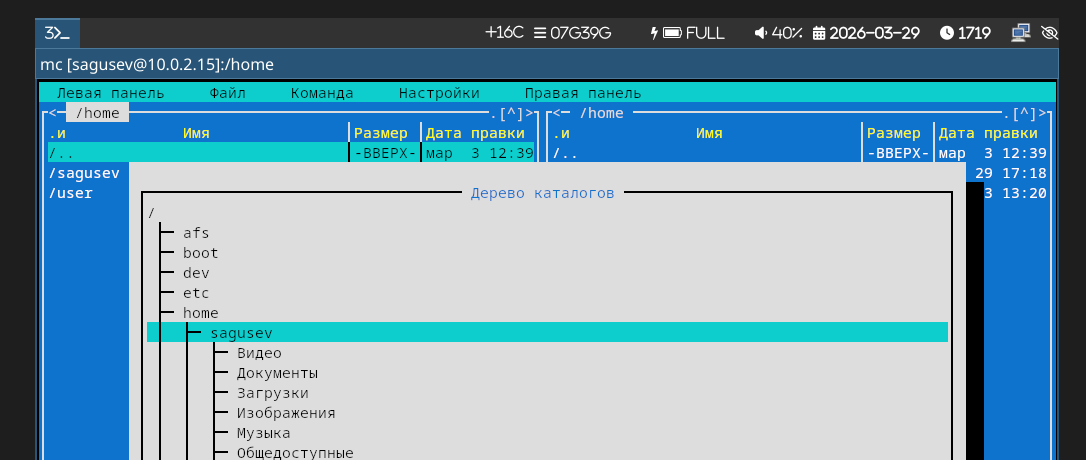 3 +16C 07G39G FULL 40% 2026-03-29 1719
mc [sagusev@10.0.2.15]:/home
Левая панель Файл Команда Настройки Правая панель
< /home .[^]> < /home .[^]>
.и Имя Размер Дата правки .и Имя Размер Дата правки
/.. -ВВЕРХ- мар 3 12:39 /.. -ВВЕРХ- мар 3 12:39
/sagusev 29 17:18
/user 3 13:20
Дерево каталогов
/
afs
boot
dev
etc
home
sagusev
Видео
Документы
Загрузки
Изображения
Музыка
Общедоступные